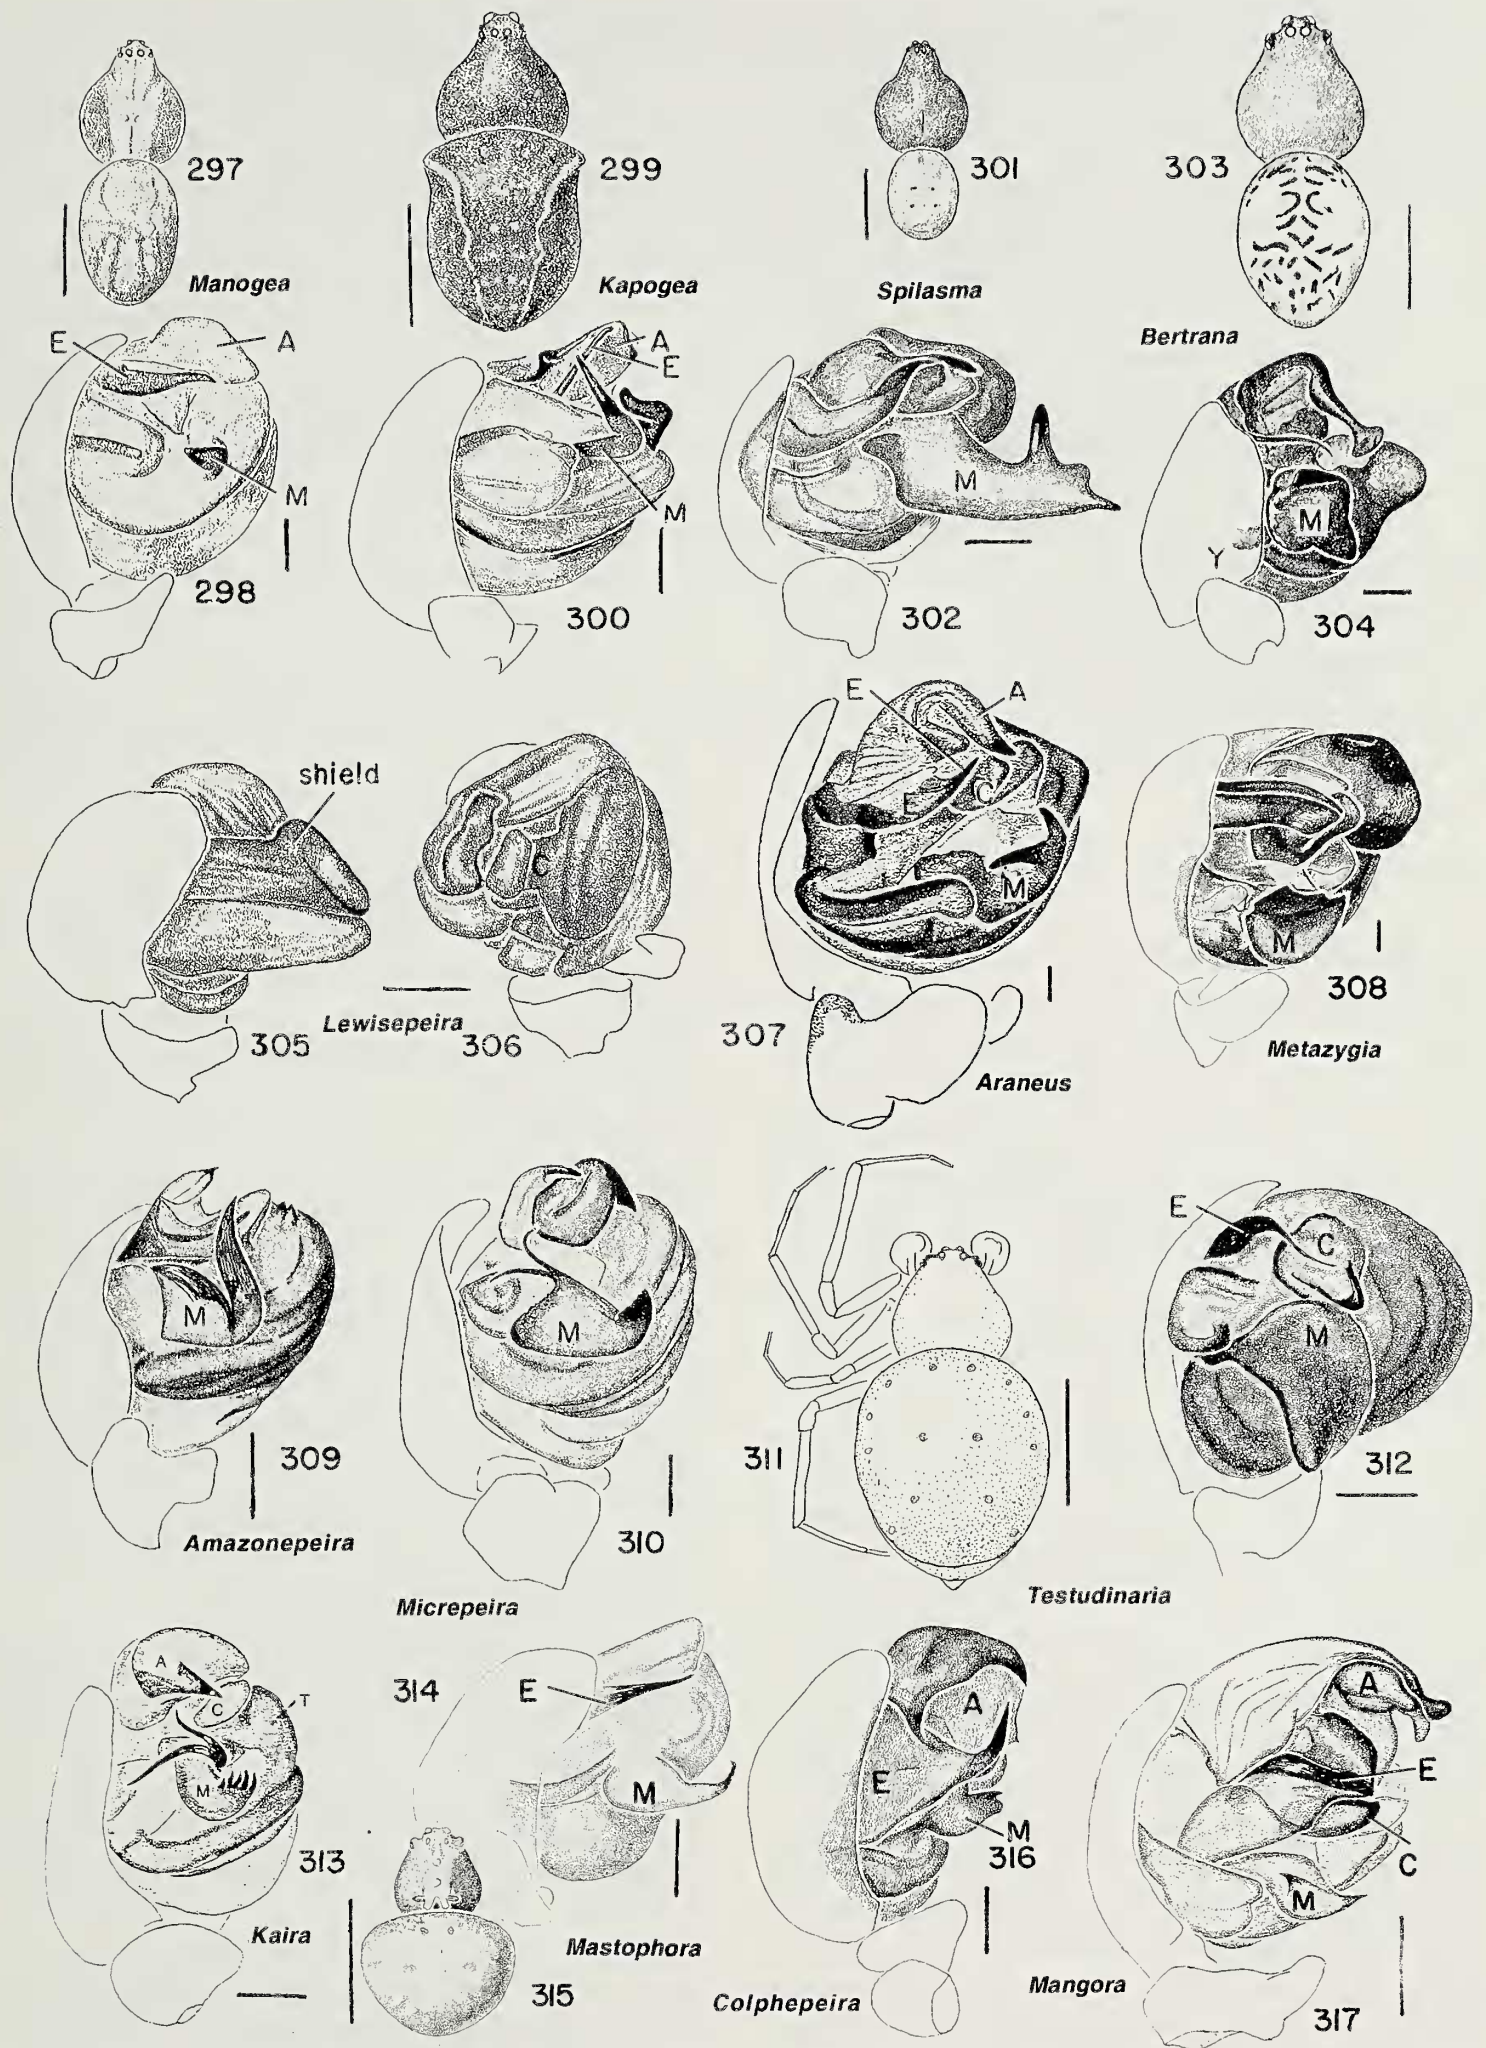 297
299
301
303
Manogea
Kapogea
Spilasma
Bertrana
E
A
A
E
M
M
M
M
Y
298
300
302
304
shield
C
E
A
C
M
M
305
Lewisepeira
306
307
Araneus
308
Metazygia
M
M
E
C
M
309
310
311
312
Amazonepeira
Micrepeira
Testudinaria
A
C
T
M
314
E
M
A
E
M
A
E
C
M
313
316
Kaira
Mastophora
315
Colphepeira
Mangora
317